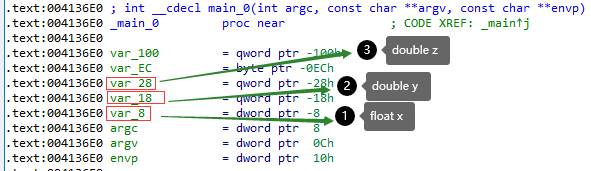 .text:004136E0 ; int __cdecl main_0(int argc, const char **argv, const char **envp)
.text:004136E0 _main_0 proc near ; CODE XREF: _main↑j
.text:004136E0
.text:004136E0 var_100 = qword ptr -100h
.text:004136E0 var_EC = byte ptr -0ECh
.text:004136E0 var_28 = qword ptr -28h
.text:004136E0 var_18 = qword ptr -18h
.text:004136E0 var_8 = dword ptr -8
.text:004136E0 argc = dword ptr 8
.text:004136E0 argv = dword ptr 0Ch
.text:004136E0 envp = dword ptr 10h
.text:004136E0
3 double z
2 double y
1 float x